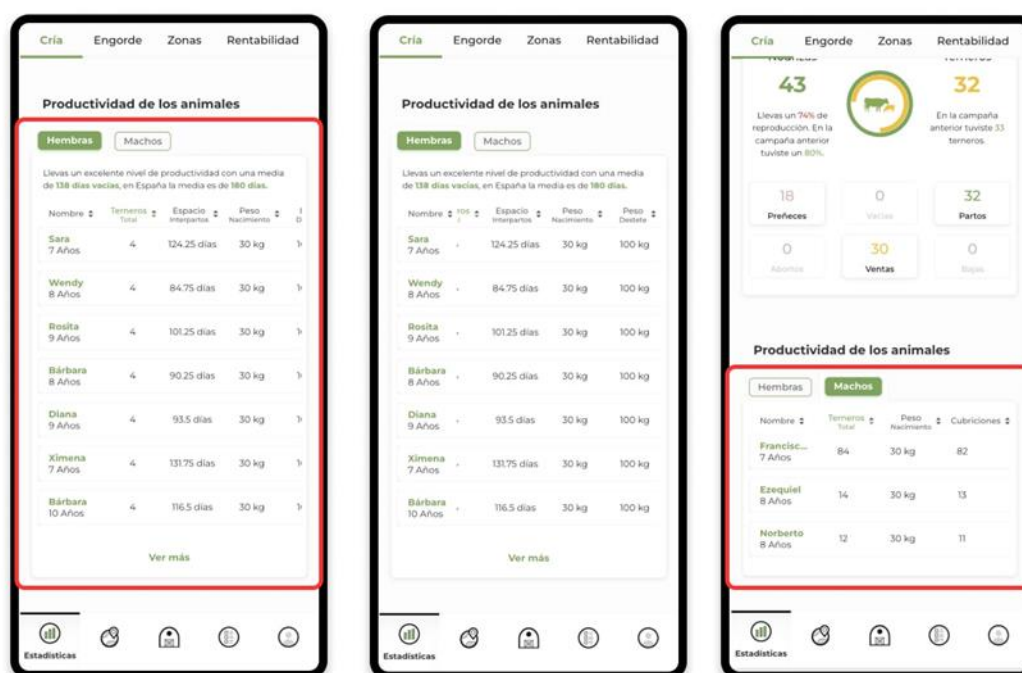 Cría Engorde Zonas Rentabilidad
Productividad de los animales
Hembras Machos
Llevas un excelente nivel de productividad con una media
de 138 días vacías, en España la media es de 180 días.
Nombre Terneros Espacio Peso
Total Interpartos Nacimiento
Sara 4 124.25 días 30 kg
7 Años
Wendy 4 84.75 días 30 kg
8 Años
Rosita 4 101.25 días 30 kg
9 Años
Bárbara 4 90.25 días 30 kg
8 Años
Diana 4 93.5 días 30 kg
9 Años
Ximena 4 131.75 días 30 kg
7 Años
Bárbara 4 116.5 días 30 kg
10 Años
Ver más
Estadísticas
Cría Engorde Zonas Rentabilidad
Productividad de los animales
Hembras Machos
Llevas un excelente nivel de productividad con una media
de 138 días vacías, en España la media es de 180 días.
Nombre ros Espacio Peso Peso
Interpartos Nacimiento Destete
Sara 124.25 días 30 kg 100 kg
7 Años
Wendy 84.75 días 30 kg 100 kg
8 Años
Rosita 101.25 días 30 kg 100 kg
9 Años
Bárbara 90.25 días 30 kg 100 kg
8 Años
Diana 93.5 días 30 kg 100 kg
9 Años
Ximena 131.75 días 30 kg 100 kg
7 Años
Bárbara 116.5 días 30 kg 100 kg
10 Años
Ver más
Estadísticas
Cría Engorde Zonas Rentabilidad
43 32
Llevas un 74% de
reproducción. En la
campaña anterior
tuviste un 80%.
En la campaña
anterior tuviste 33
terneros.
18 0 32
Preñeces Vacías Partos
0 30 0
Abortos Ventas Bajas
Productividad de los animales
Hembras Machos
Nombre Terneros Peso Cubriciones
Total Nacimiento
Francisc... 84 30 kg 82
7 Años
Ezequiel 14 30 kg 13
8 Años
Norberto 12 30 kg 11
8 Años
Estadísticas